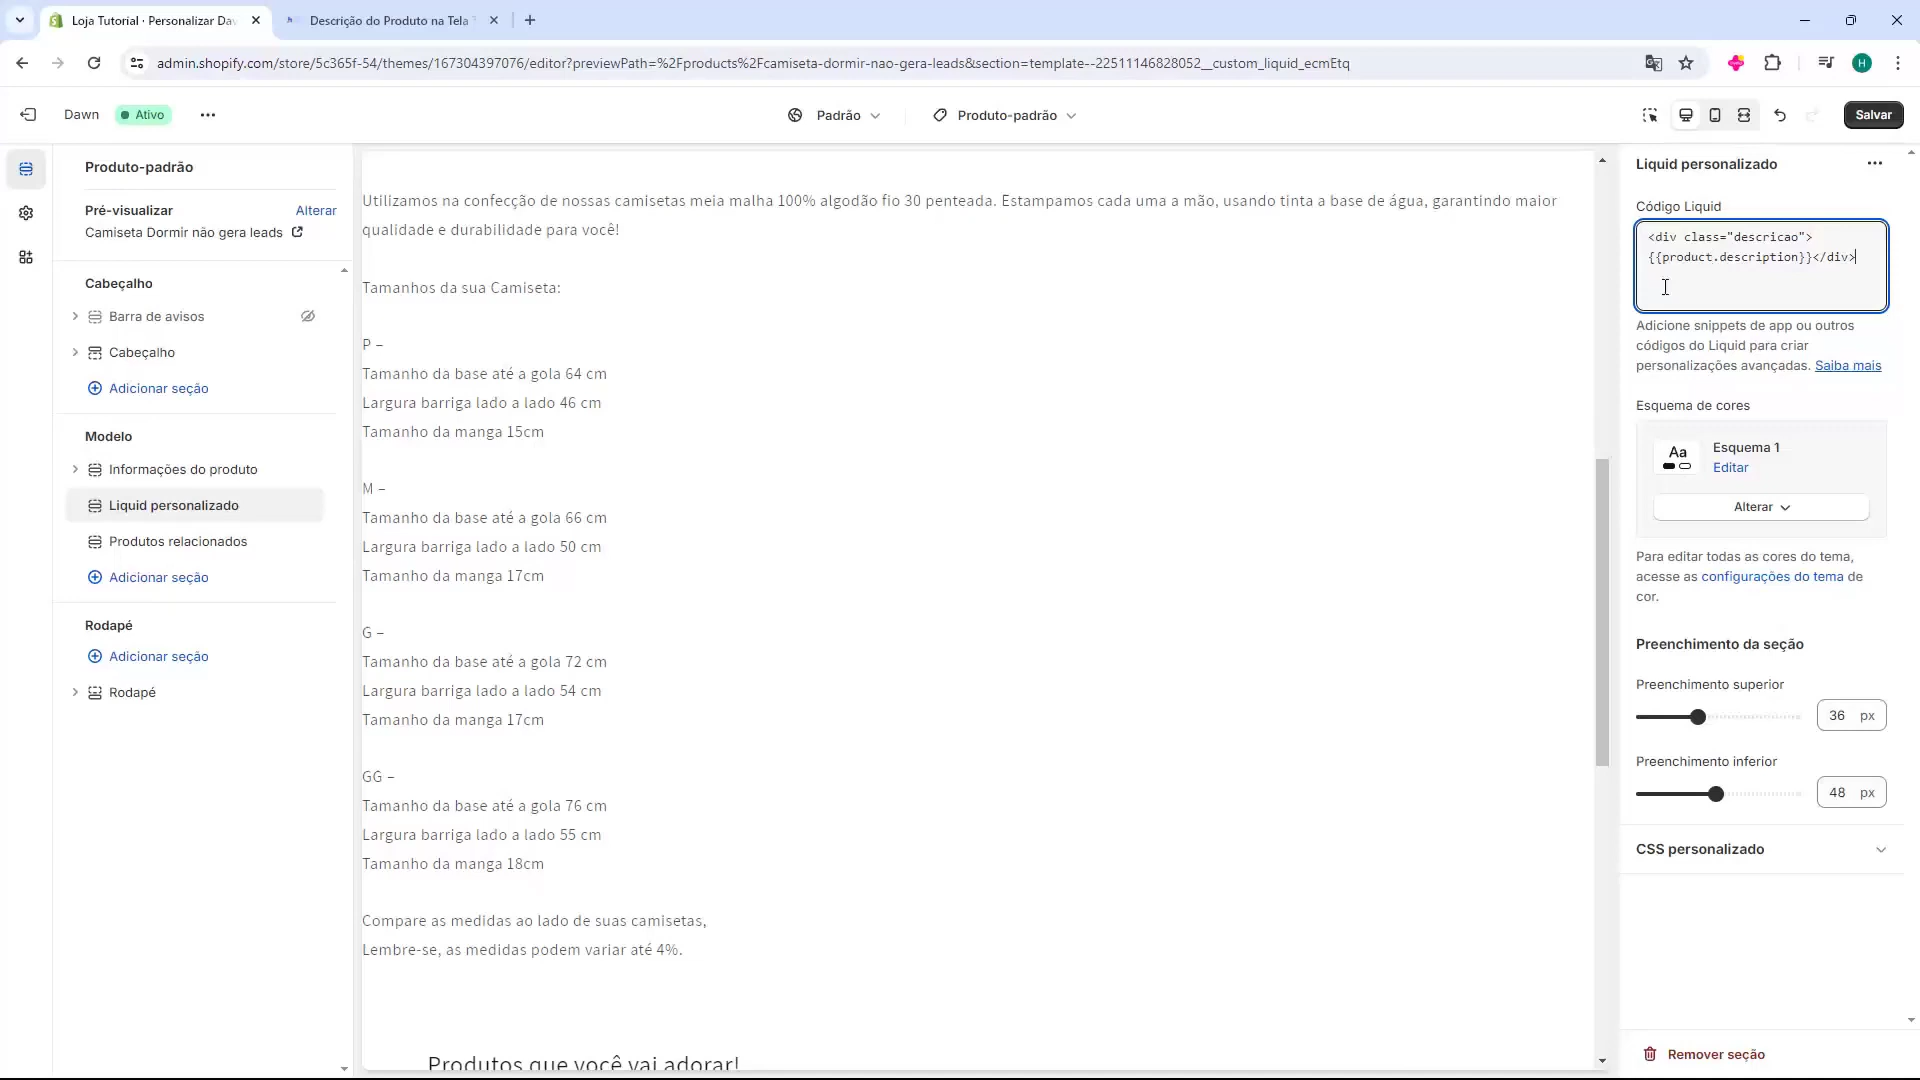 Loja Tutorial · Personalizar Da
Descrição do Produto na Tela
admin.shopify.com/store/5c365f-54/themes/167304397076/editor?previewPath=%2Fproducts%2Fcamiseta-dormir-nao-gera-leads&section=template--22511146828052__custom_liquid_ecmEtq
H
Dawn
Ativo
Padrão
Produto-padrão
Salvar
Produto-padrão
Pré-visualizar
Alterar
Camiseta Dormir não gera leads
Cabeçalho
Barra de avisos
Cabeçalho
Adicionar seção
Modelo
Informações do produto
Liquid personalizado
Produtos relacionados
Adicionar seção
Rodapé
Adicionar seção
Rodapé
Utilizamos na confecção de nossas camisetas meia malha 100% algodão fio 30 penteada. Estampamos cada uma a mão, usando tinta a base de água, garantindo maior
qualidade e durabilidade para você!
Tamanhos da sua Camiseta:
P –
Tamanho da base até a gola 64 cm
Largura barriga lado a lado 46 cm
Tamanho da manga 15cm
M –
Tamanho da base até a gola 66 cm
Largura barriga lado a lado 50 cm
Tamanho da manga 17cm
G –
Tamanho da base até a gola 72 cm
Largura barriga lado a lado 54 cm
Tamanho da manga 17cm
GG –
Tamanho da base até a gola 76 cm
Largura barriga lado a lado 55 cm
Tamanho da manga 18cm
Compare as medidas ao lado de suas camisetas,
Lembre-se, as medidas podem variar até 4%.
Produtos que você vai adorar!
Liquid personalizado
Código Liquid
<div class="descricao">
{{product.description}}</div>
Adicione snippets de app ou outros
códigos do Liquid para criar
personalizações avançadas. Saiba mais
Esquema de cores
Aa
Esquema 1
Editar
Alterar
Para editar todas as cores do tema,
acesse as configurações do tema de
cor.
Preenchimento da seção
Preenchimento superior
36 px
Preenchimento inferior
48 px
CSS personalizado
Remover seção